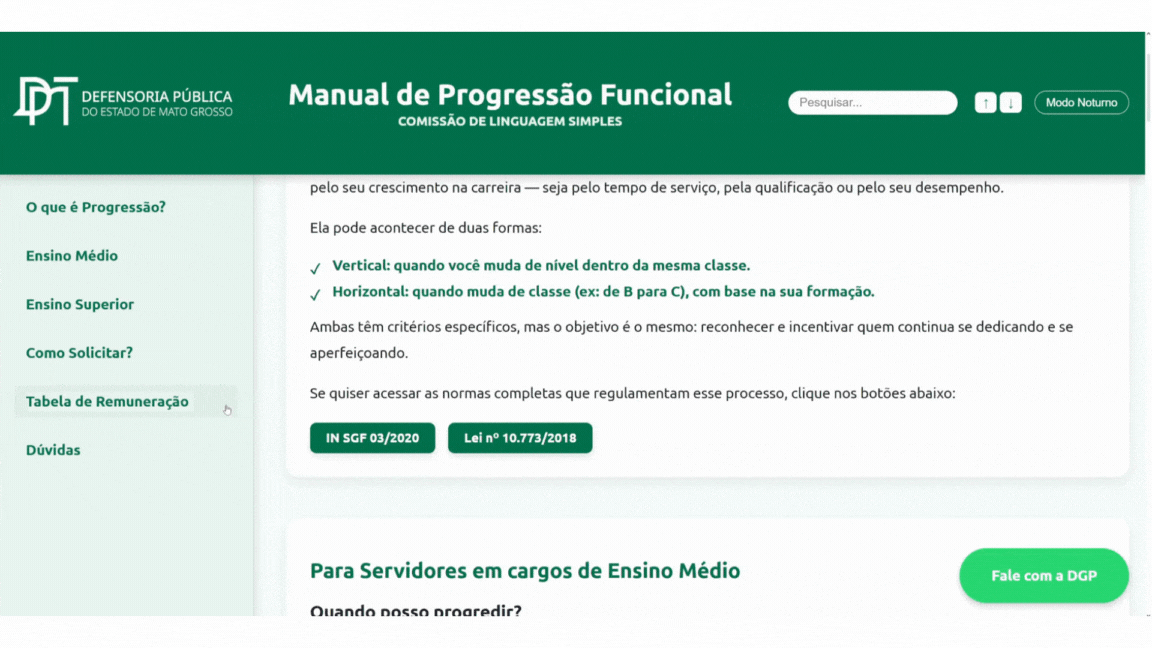 DEFENSORIA PÚBLICA
DO ESTADO DE MATO GROSSO
Manual de Progressão Funcional
COMISSÃO DE LINGUAGEM SIMPLES
Pesquisar...
↑ ↓
Modo Noturno
O que é Progressão?
Ensino Médio
Ensino Superior
Como Solicitar?
Tabela de Remuneração
Dúvidas
pelo seu crescimento na carreira — seja pelo tempo de serviço, pela qualificação ou pelo seu desempenho.
Ela pode acontecer de duas formas:
✓ Vertical: quando você muda de nível dentro da mesma classe.
✓ Horizontal: quando muda de classe (ex: de B para C), com base na sua formação.
Ambas têm critérios específicos, mas o objetivo é o mesmo: reconhecer e incentivar quem continua se dedicando e se
aperfeiçoando.
Se quiser acessar as normas completas que regulamentam esse processo, clique nos botões abaixo:
IN SGF 03/2020
Lei nº 10.773/2018
Para Servidores em cargos de Ensino Médio
Quando posso progredir?
Fale com a DGP